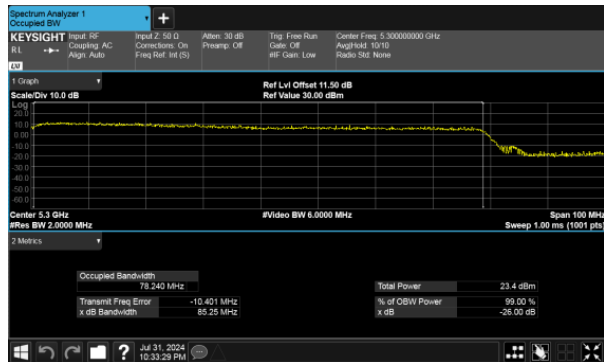 Spectrum Analyzer 1
Occupied BW
KEYSIGHT Input: RF Input Z: 50 Ω Atten: 30 dB Trig: Free Run Center Freq: 5.300000000 GHz
RL Coupling: AC Corrections: On Preamp: Off Gate: Off Avg|Hold: 10/10
Align: Auto Freq Ref: Int (S) #IF Gain: Low Radio Std: None
LXI
1 Graph
Ref Lvl Offset 11.50 dB
Scale/Div 10.0 dB Ref Value 30.00 dBm
Log
20.0
10.0
0.00
-10.0
-20.0
-30.0
-40.0
-50.0
-60.0
Center 5.3 GHz #Video BW 6.0000 MHz Span 100 MHz
#Res BW 2.0000 MHz Sweep 1.00 ms (1001 pts)
2 Metrics
Occupied Bandwidth
78.240 MHz Total Power 23.4 dBm
Transmit Freq Error -10.401 MHz % of OBW Power 99.00 %
x dB Bandwidth 85.25 MHz x dB -26.00 dB
Jul 31, 2024
10:33:29 PM